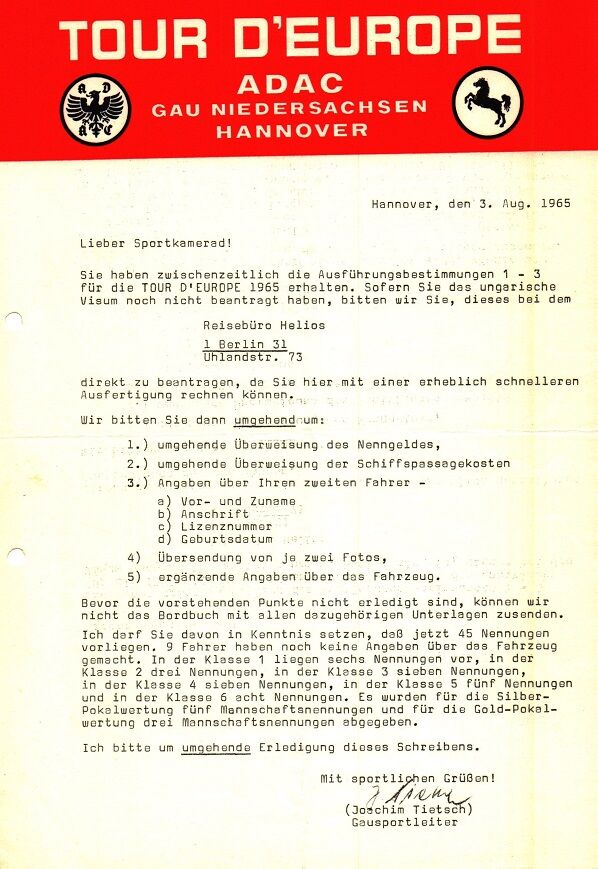 TOUR D'EUROPE
ADAC
GAU NIEDERSACHSEN
HANNOVER
A D
A C
Hannover, den 3. Aug. 1965
Lieber Sportkamerad!
Sie haben zwischenzeitlich die Ausführungsbestimmungen 1 - 3
für die TOUR D'EUROPE 1965 erhalten. Sofern Sie das ungarische
Visum noch nicht beantragt haben, bitten wir Sie, dieses bei dem
Reisebüro Helios
1 Berlin 31
Uhlandstr. 73
direkt zu beantragen, da Sie hier mit einer erheblich schnelleren
Ausfertigung rechnen können.
Wir bitten Sie dann umgehend um:
1.) umgehende Überweisung des Nenngeldes,
2.) umgehende Überweisung der Schiffspassagekosten
3.) Angaben über Ihren zweiten Fahrer -
a) Vor- und Zuname
b) Anschrift
c) Lizenznummer
d) Geburtsdatum
4) Übersendung von je zwei Fotos,
5) ergänzende Angaben über das Fahrzeug.
Bevor die vorstehenden Punkte nicht erledigt sind, können wir
nicht das Bordbuch mit allen dazugehörigen Unterlagen zusenden.
Ich darf Sie davon in Kenntnis setzen, daß jetzt 45 Nennungen
vorliegen. 9 Fahrer haben noch keine Angaben über das Fahrzeug
gemacht. In der Klasse 1 liegen sechs Nennungen vor, in der
Klasse 2 drei Nennungen, in der Klasse 3 sieben Nennungen,
in der Klasse 4 sieben Nennungen, in der Klasse 5 fünf Nennungen
und in der Klasse 6 acht Nennungen. Es wurden für die Silber-
Pokalwertung fünf Mannschaftsnennungen und für die Gold-Pokal-
wertung drei Mannschaftsnennungen abgegeben.
Ich bitte um umgehende Erledigung dieses Schreibens.
Mit sportlichen Grüßen!
(Joachim Tietsch)
Gausportleiter